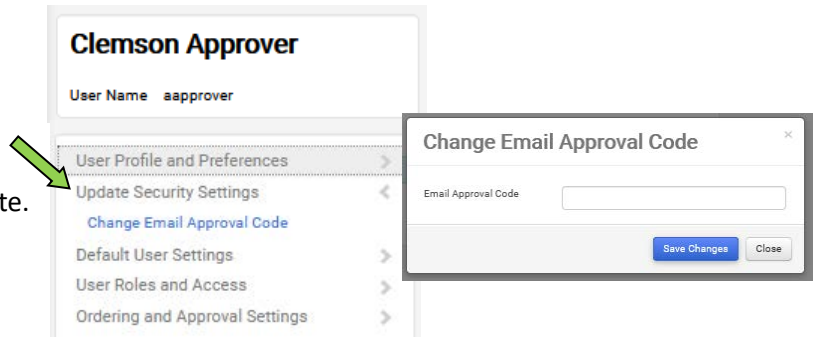 Clemson Approver
User Name aapprover
User Profile and Preferences
Update Security Settings
te.
Change Email Approval Code
Default User Settings
User Roles and Access
Ordering and Approval Settings
Change Email Approval Code ×
Email Approval Code
Save Changes Close